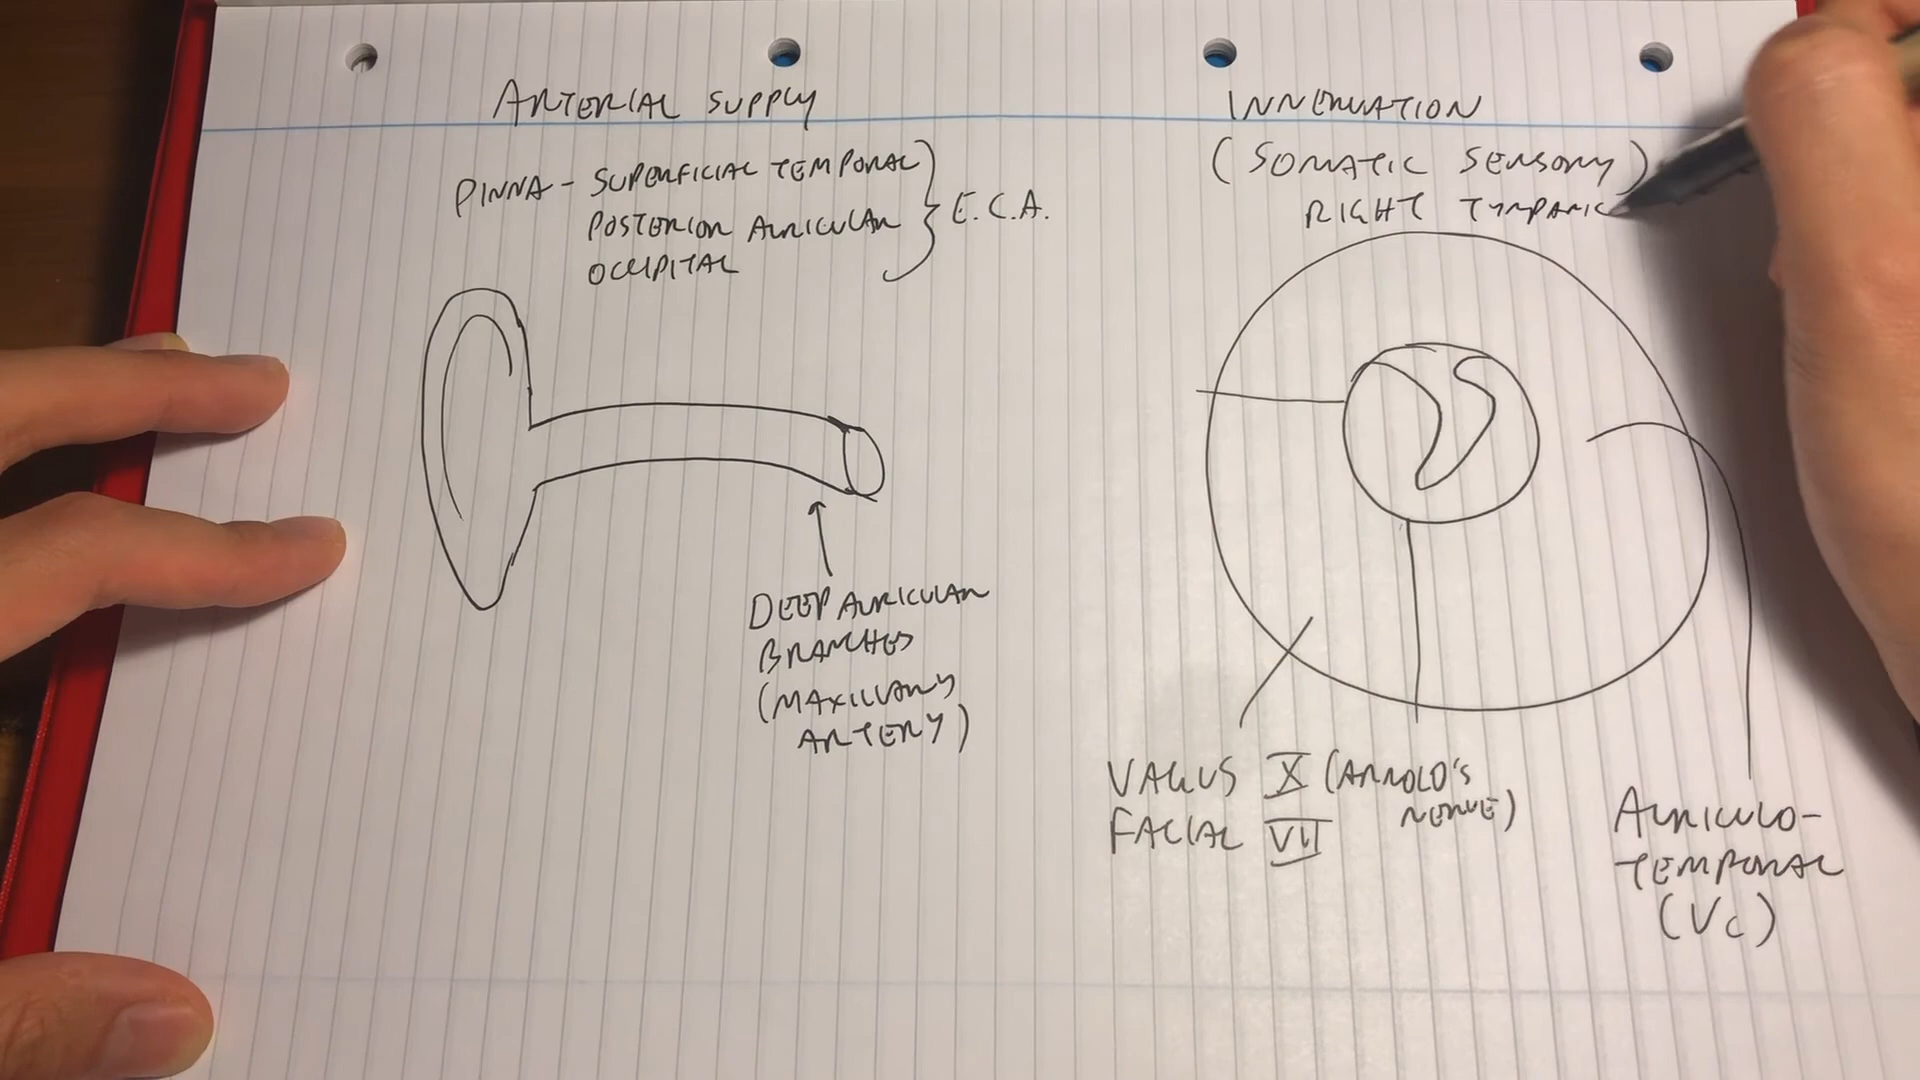 ARTERIAL SUPPLY
PINNA - SUPERFICIAL TEMPORAL
POSTERIOR AURICULAR
OCCIPITAL
E.C.A.
DEEP AURICULAR
BRANCHES
(MAXILLARY
ARTERY)
INNERVATION
(SOMATIC SENSORY)
RIGHT TYMPANIC
VAGUS X (ARNOLD'S
NERVE)
FACIAL VII
AURICULO-
TEMPORAL
(Vc)